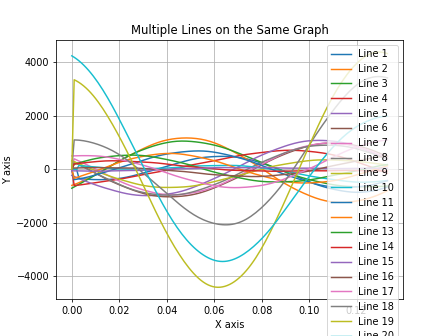 Multiple Lines on the Same Graph
Y axis
4000
2000
0
−2000
−4000
0.00
0.02
0.04
0.06
0.08
0.10
X axis
Line 1
Line 2
Line 3
Line 4
Line 5
Line 6
Line 7
Line 8
Line 9
Line 10
Line 11
Line 12
Line 13
Line 14
Line 15
Line 16
Line 17
Line 18
Line 19
Line 20